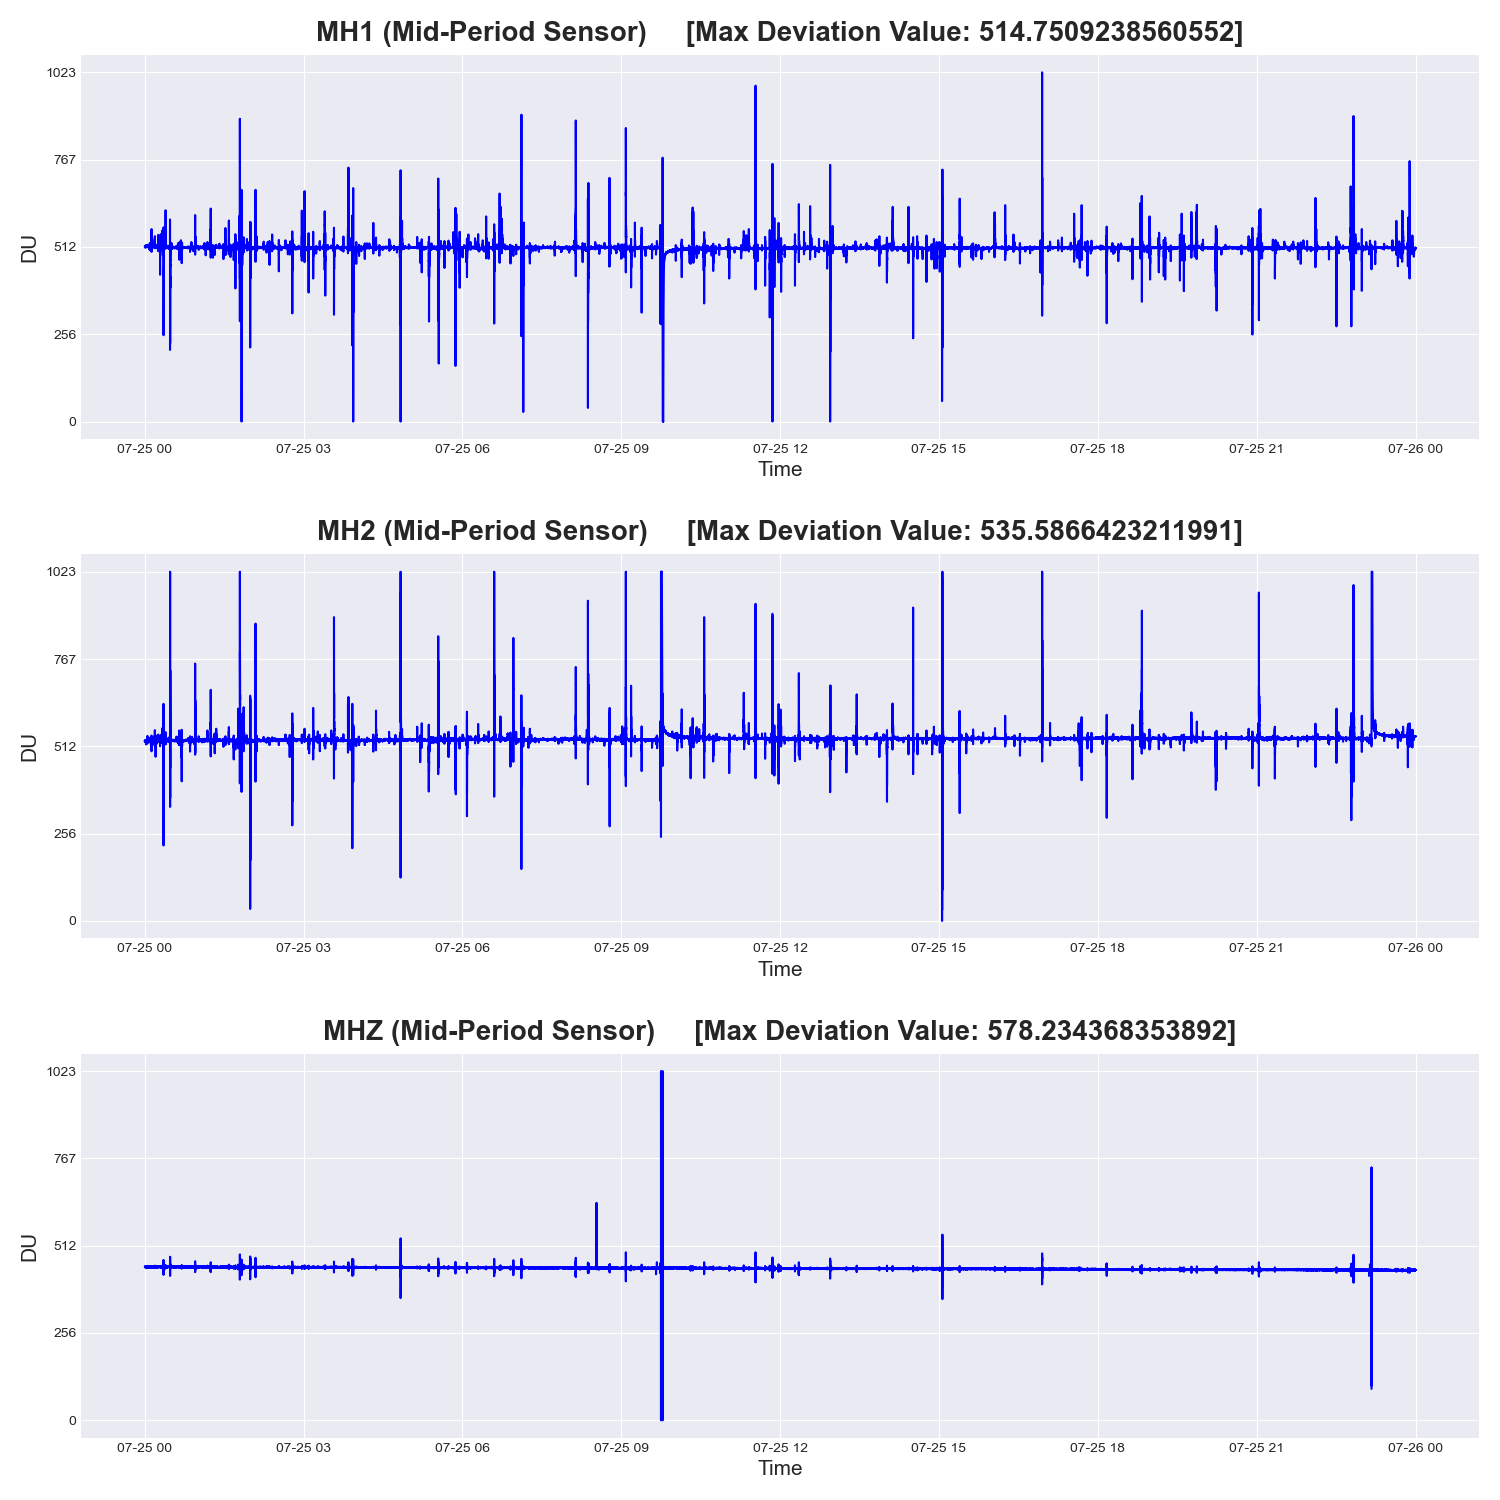 MH1 (Mid-Period Sensor) [Max Deviation Value: 514.7509238560552]
1023
767
512
256
0
DU
07-25 00 07-25 03 07-25 06 07-25 09 07-25 12 07-25 15 07-25 18 07-25 21 07-26 00
Time
MH2 (Mid-Period Sensor) [Max Deviation Value: 535.5866423211991]
1023
767
512
256
0
DU
07-25 00 07-25 03 07-25 06 07-25 09 07-25 12 07-25 15 07-25 18 07-25 21 07-26 00
Time
MHZ (Mid-Period Sensor) [Max Deviation Value: 578.234368353892]
1023
767
512
256
0
DU
07-25 00 07-25 03 07-25 06 07-25 09 07-25 12 07-25 15 07-25 18 07-25 21 07-26 00
Time